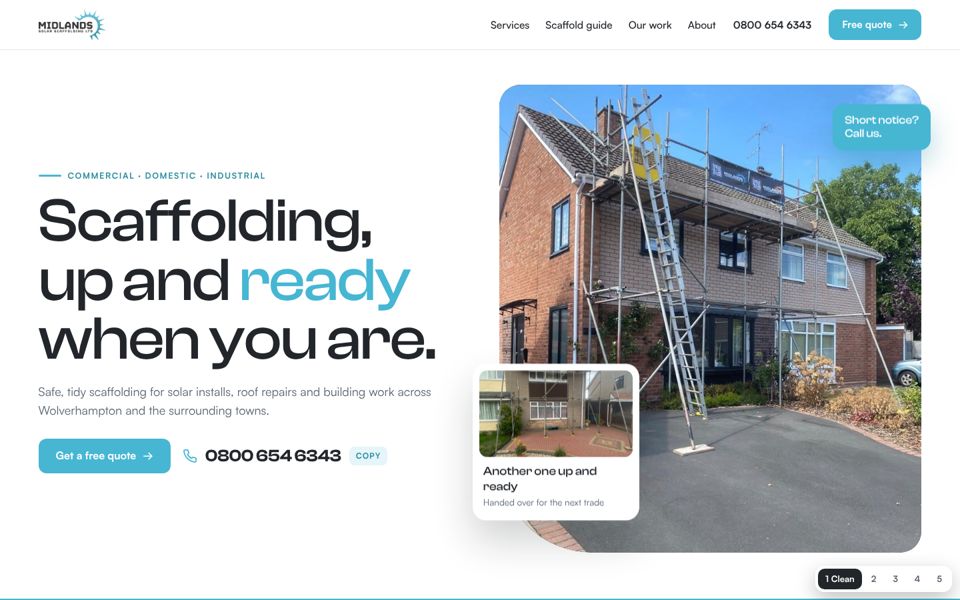 MIDLANDS
SOLAR SCAFFOLDING LTD
Services
Scaffold guide
Our work
About
0800 654 6343
Free quote →
Short notice?
Call us.
COMMERCIAL · DOMESTIC · INDUSTRIAL
Scaffolding,
up and ready
when you are.
Safe, tidy scaffolding for solar installs, roof repairs and building work across
Wolverhampton and the surrounding towns.
Get a free quote →
0800 654 6343
COPY
Another one up and
ready
Handed over for the next trade
1 Clean
2
3
4
5